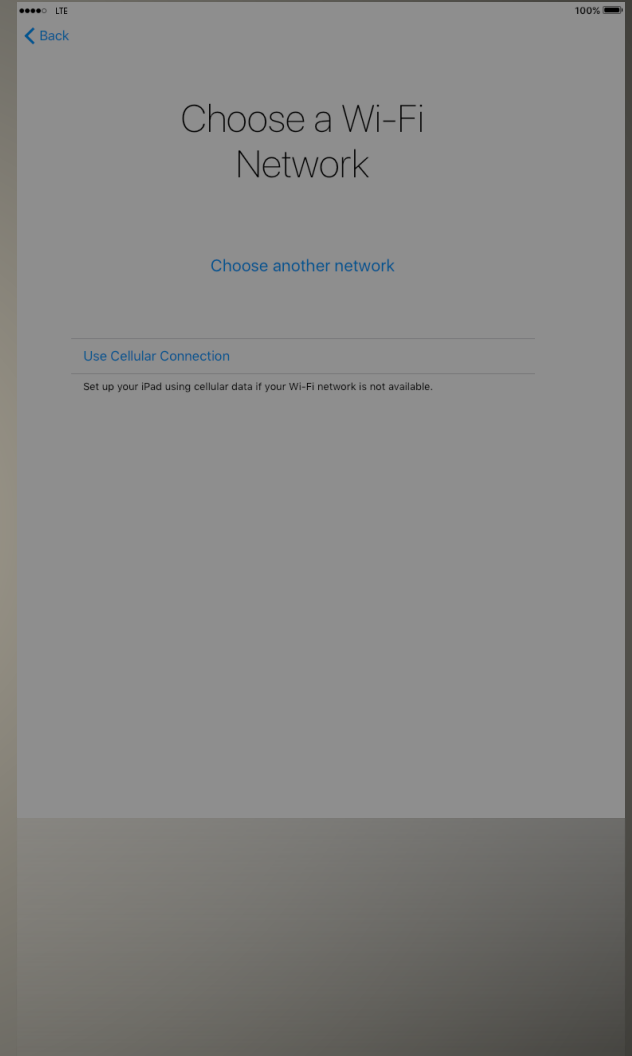 LTE
100%
Back
Choose a Wi-Fi
Network
Choose another network
Use Cellular Connection
Set up your iPad using cellular data if your Wi-Fi network is not available.